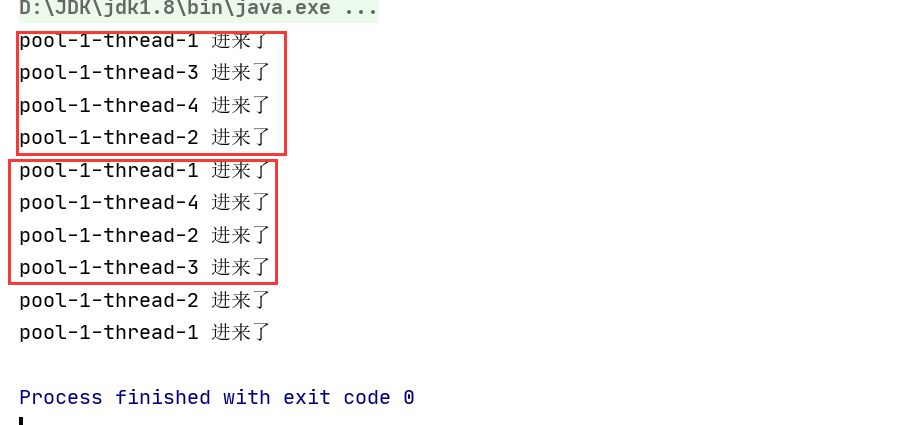 D:\JDK\jdk1.8\bin\java.exe ...
pool-1-thread-1 进来了
pool-1-thread-3 进来了
pool-1-thread-4 进来了
pool-1-thread-2 进来了
pool-1-thread-1 进来了
pool-1-thread-4 进来了
pool-1-thread-2 进来了
pool-1-thread-3 进来了
pool-1-thread-2 进来了
pool-1-thread-1 进来了
Process finished with exit code 0